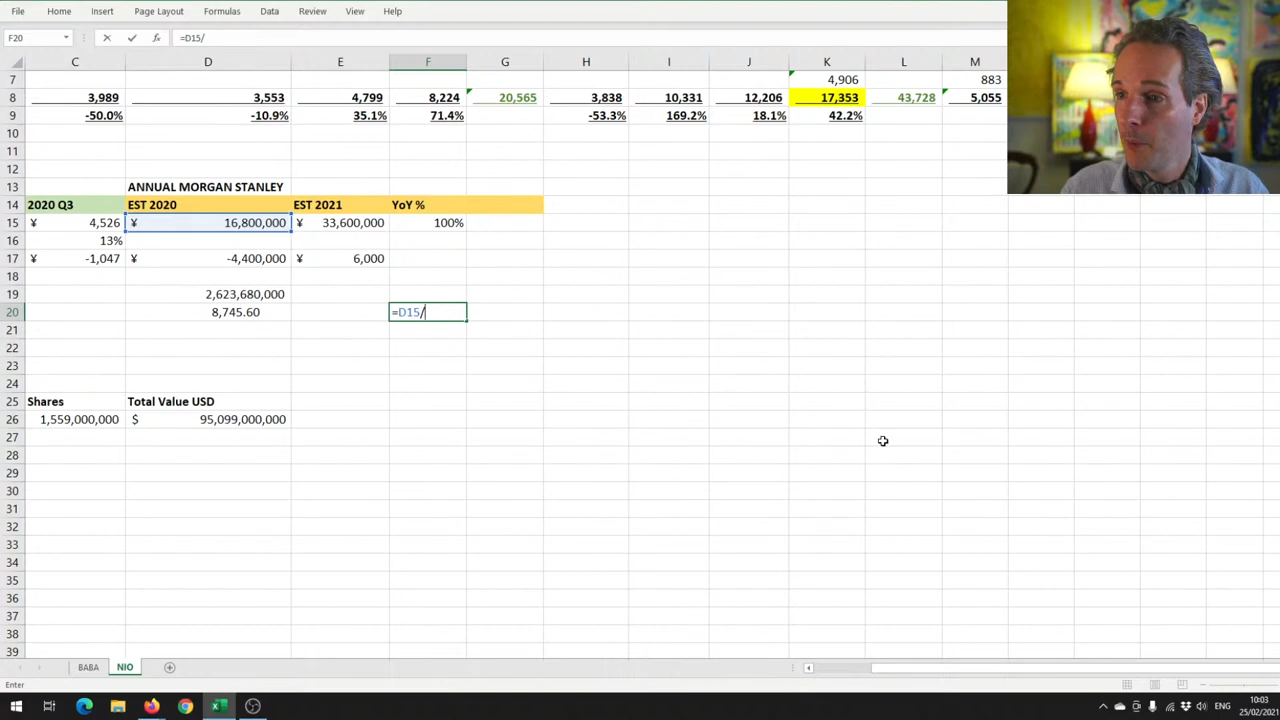 File Home Insert Page Layout Formulas Data Review View Help
F20 fx =D15/
C D E F G H I J K L M
7 4,906 883
8 3,989 3,553 4,799 8,224 20,565 3,838 10,331 12,206 17,353 43,728 5,055
9 -50.0% -10.9% 35.1% 71.4% -53.3% 169.2% 18.1% 42.2%
10
11
12
13 ANNUAL MORGAN STANLEY
14 2020 Q3 EST 2020 EST 2021 YoY %
15 ¥ 4,526 ¥ 16,800,000 ¥ 33,600,000 100%
16 13%
17 ¥ -1,047 ¥ -4,400,000 ¥ 6,000
18
19 2,623,680,000
20 8,745.60 =D15/
21
22
23
24
25 Shares Total Value USD
26 1,559,000,000 $ 95,099,000,000
27
28
29
30
31
32
33
34
35
36
37
38
39
BABA NIO
Enter
ENG 10:03
25/02/2021